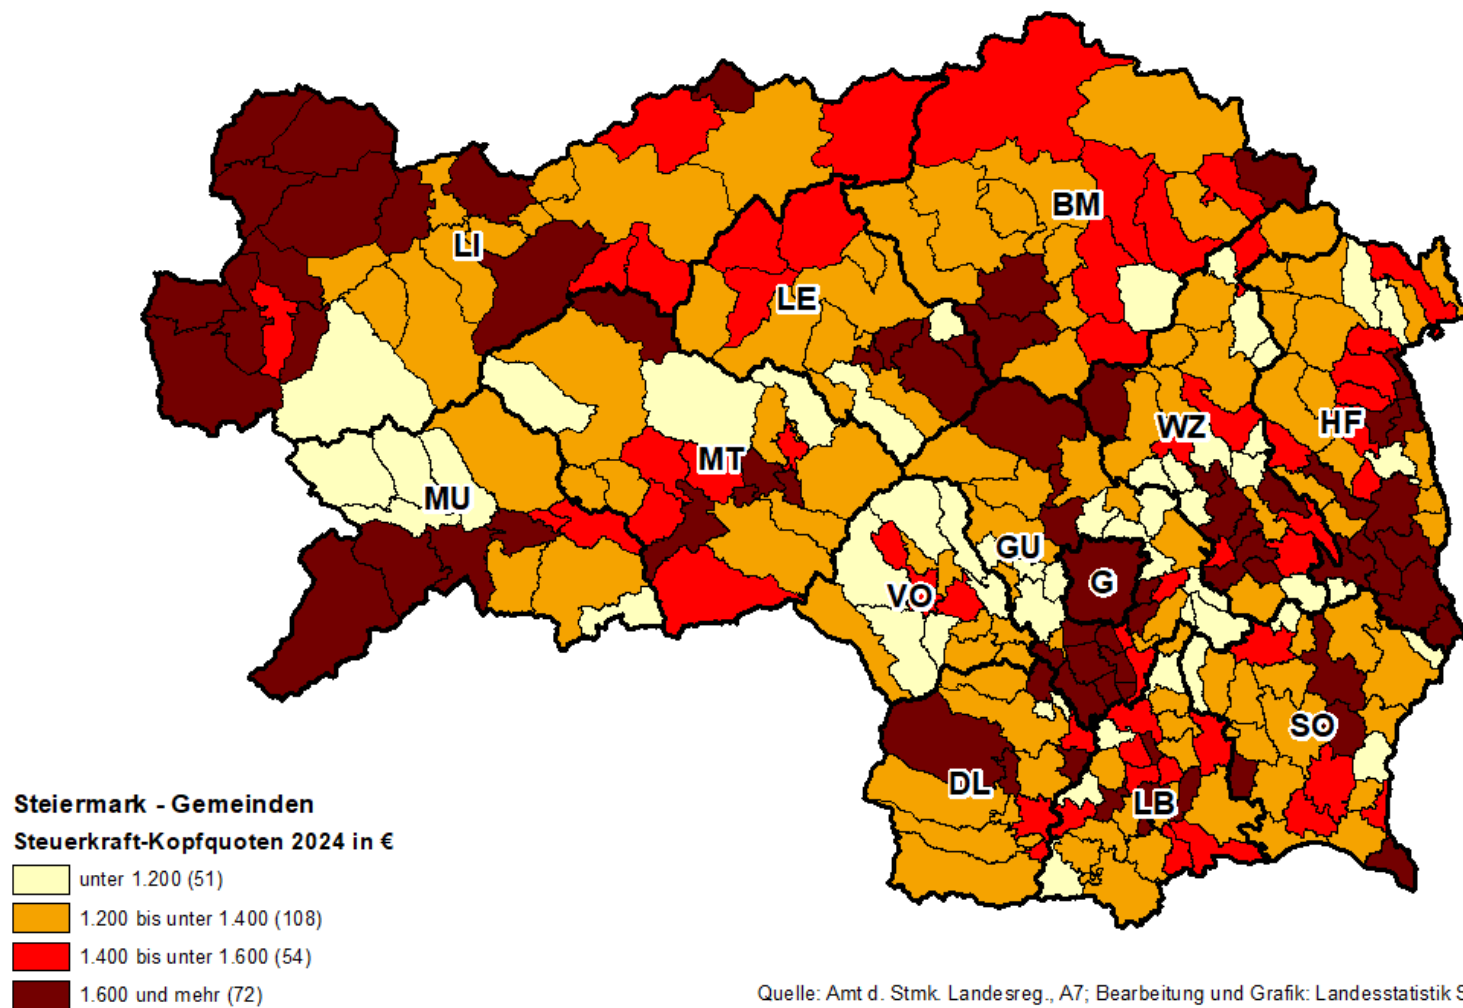 BM
LI
LE
WZ
HF
MT
MU
GU
G
VO
SO
DL
LB
Steiermark - Gemeinden
Steuerkraft-Kopfquoten 2024 in €
unter 1.200 (51)
1.200 bis unter 1.400 (108)
1.400 bis unter 1.600 (54)
1.600 und mehr (72)
Quelle: Amt d. Stmk. Landesreg., A7; Bearbeitung und Grafik: Landesstatistik S